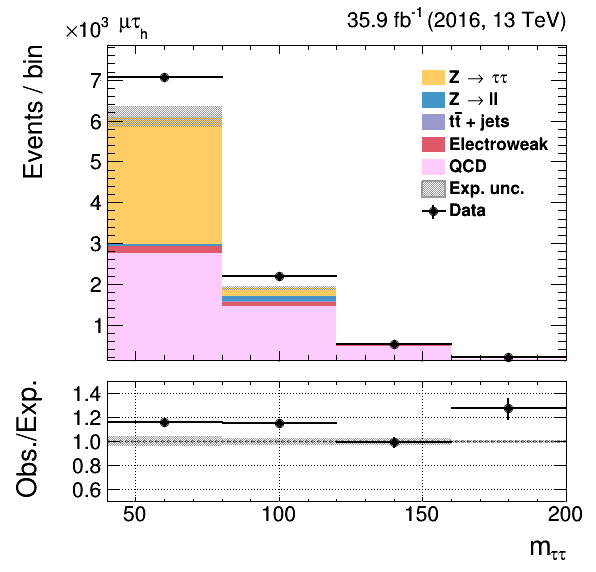 ×10³ μτₕ 35.9 fb⁻¹ (2016, 13 TeV)
Events / bin
7
6
5
4
3
2
1
Z → ττ
Z → ll
tt̅ + jets
Electroweak
QCD
Exp. unc.
Data
Obs./Exp.
1.4
1.2
1.0
0.8
0.6
50 100 150 200
m_ττ